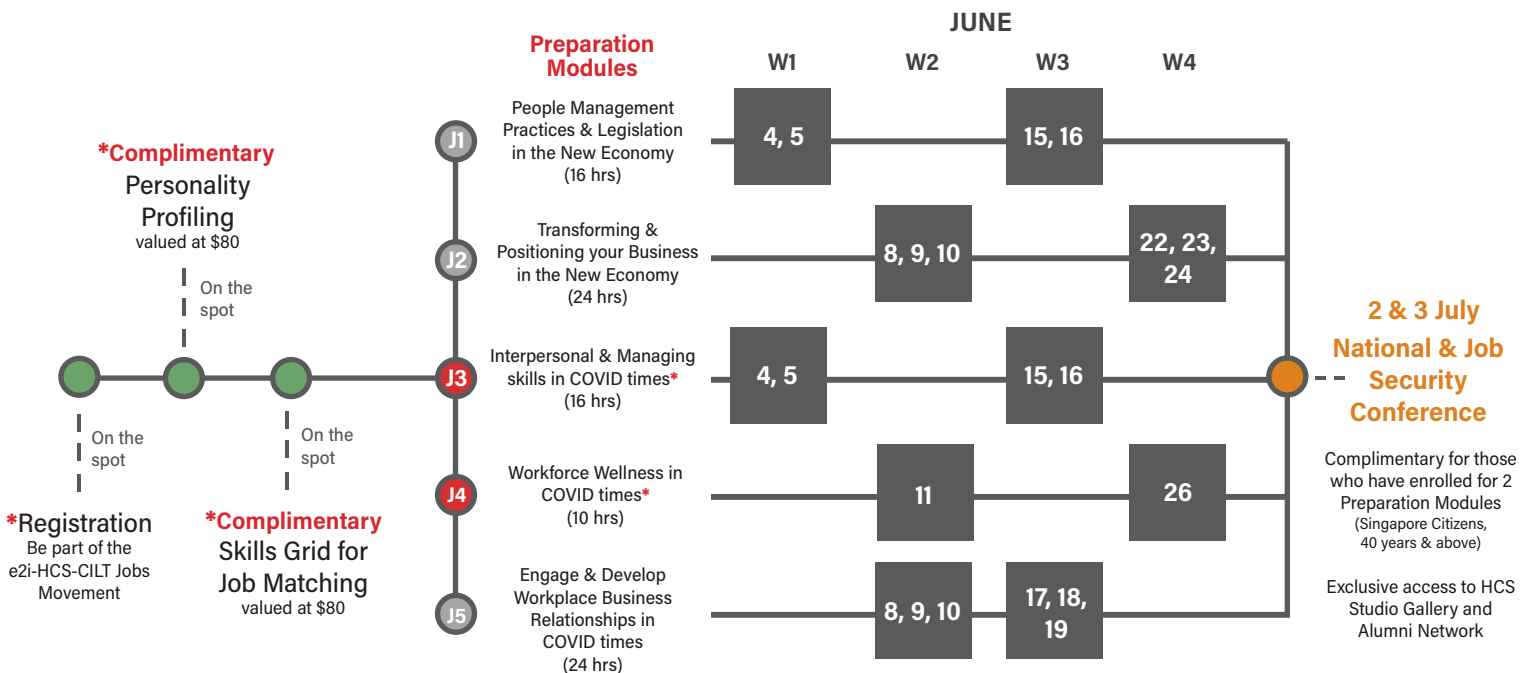 JUNE
Preparation
Modules
W1
W2
W3
W4
J1
People Management
Practices & Legislation
in the New Economy
(16 hrs)
4, 5
15, 16
*Complimentary
Personality
Profiling
valued at $80
On the
spot
J2
Transforming &
Positioning your Business
in the New Economy
(24 hrs)
8, 9, 10
22, 23,
24
J3
Interpersonal & Managing
skills in COVID times*
(16 hrs)
4, 5
15, 16
On the
spot
*Registration
Be part of the
e2i-HCS-CILT Jobs
Movement
On the
spot
*Complimentary
Skills Grid for
Job Matching
valued at $80
J4
Workforce Wellness in
COVID times*
(10 hrs)
11
26
J5
Engage & Develop
Workplace Business
Relationships in
COVID times
(24 hrs)
8, 9, 10
17, 18,
19
2 & 3 July
National & Job
Security
Conference
Complimentary for those
who have enrolled for 2
Preparation Modules
(Singapore Citizens,
40 years & above)
Exclusive access to HCS
Studio Gallery and
Alumni Network